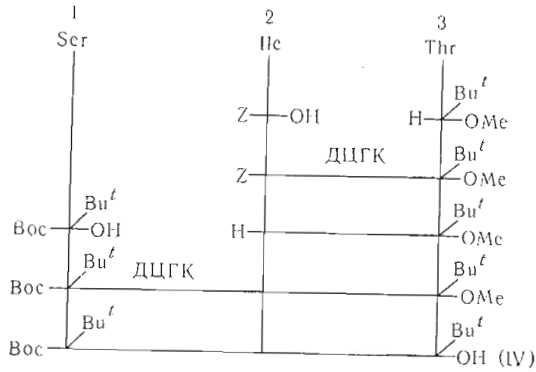 1 2 3
Ser Ile Thr
Bu^t
Z OH H OMe
ДЦГК Bu^t
Z OMe
Bu^t Bu^t
Boc OH H OMe
Bu^t ДЦГК Bu^t
Boc OMe
Bu^t Bu^t
Boc OH (IV)